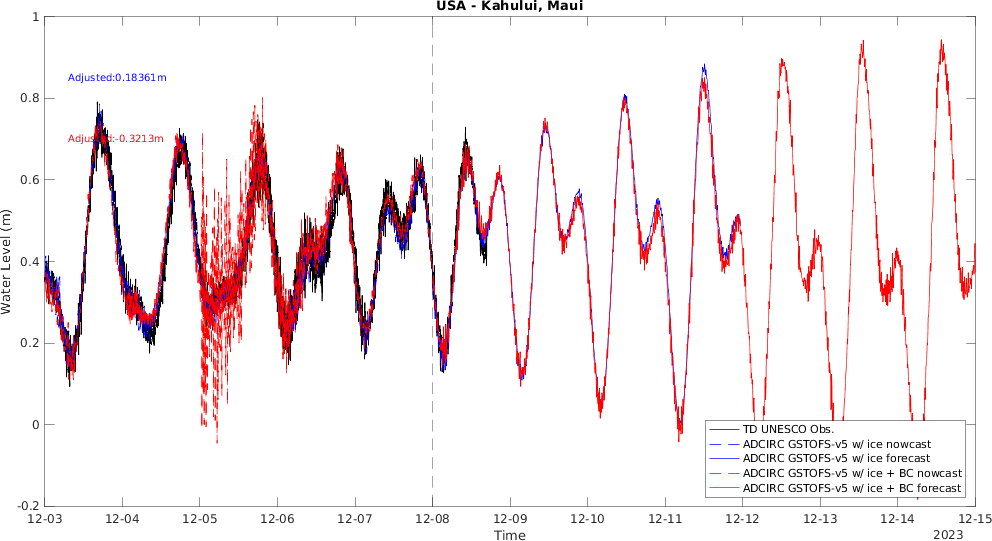 USA - Kahului, Maui
1
0.8
0.6
0.4
0.2
0
-0.2
Water Level (m)
Adjusted:0.18361m
Adjusted:-0.3213m
TD UNESCO Obs.
ADCIRC GSTOFS-v5 w/ ice nowcast
ADCIRC GSTOFS-v5 w/ ice forecast
ADCIRC GSTOFS-v5 w/ ice + BC nowcast
ADCIRC GSTOFS-v5 w/ ice + BC forecast
12-03 12-04 12-05 12-06 12-07 12-08 12-09 12-10 12-11 12-12 12-13 12-14 12-15
Time
2023